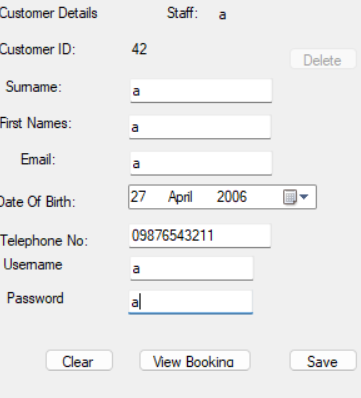 Customer Details Staff: a
Customer ID: 42
Delete
Surname: a
First Names: a
Email: a
Date Of Birth: 27 April 2006
Telephone No: 09876543211
Username a
Password a
Clear View Booking Save